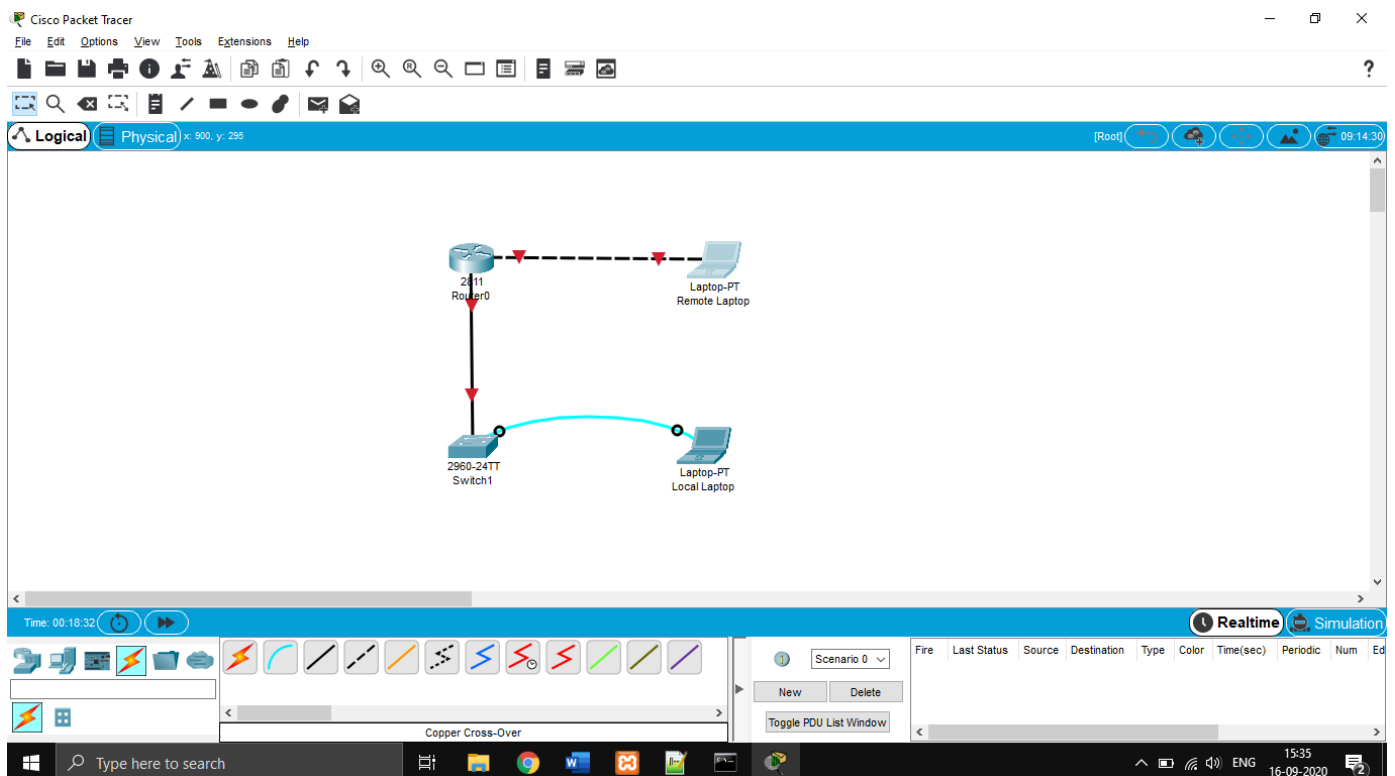 Cisco Packet Tracer
File Edit Options View Tools Extensions Help
?
Logical Physical x: 900, y: 295 [Root] 09:14:30
2811
Router0
Laptop-PT
Remote Laptop
2960-24TT
Switch1
Laptop-PT
Local Laptop
Time: 00:18:32 Realtime Simulation
Scenario 0
Fire Last Status Source Destination Type Color Time(sec) Periodic Num Ed
New Delete
Toggle PDU List Window
Copper Cross-Over
Type here to search
ENG
15:35
16-09-2020
2